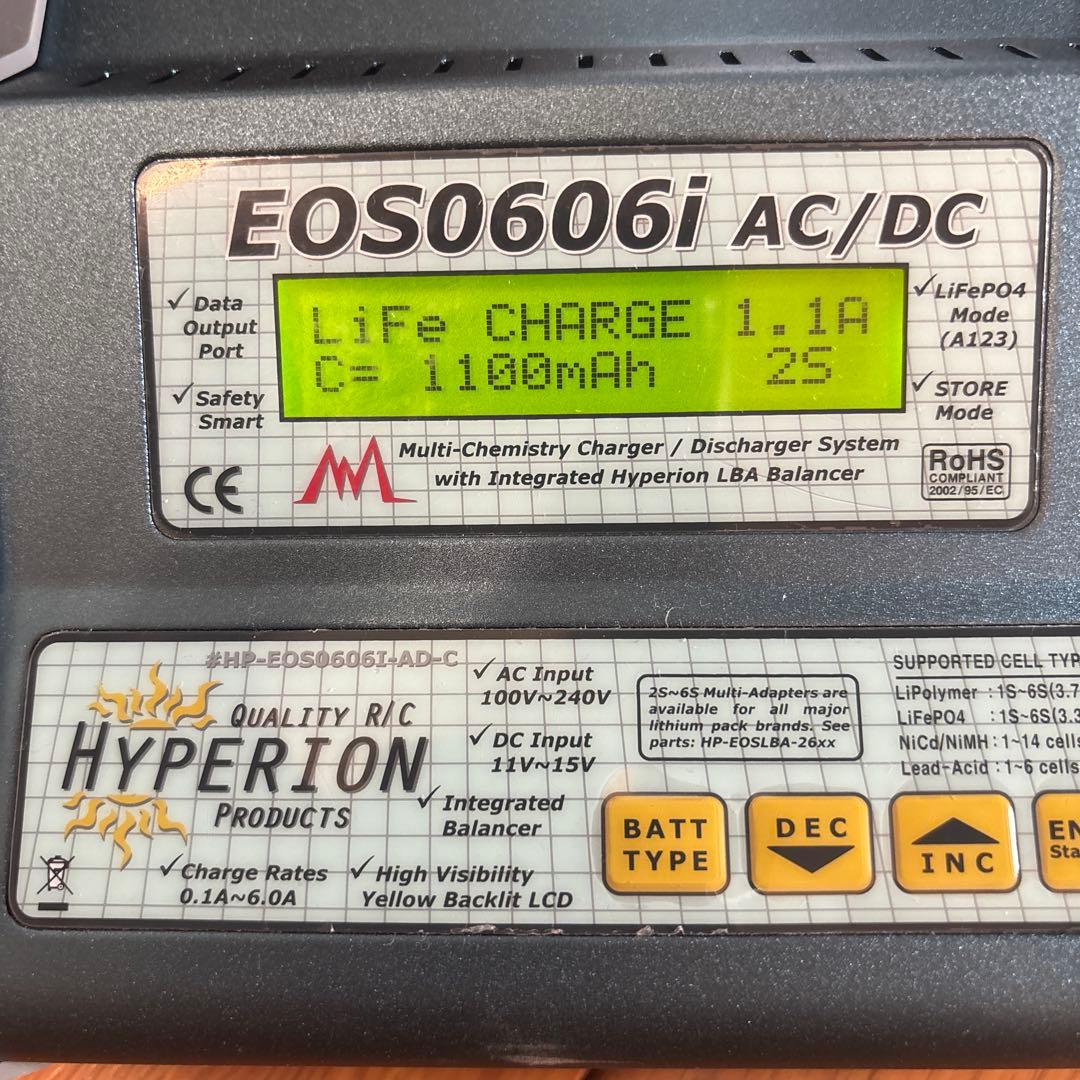 EOS0606i AC/DC
✓ Data
Output
Port
✓ Safety
Smart
LiFe CHARGE 1.1A
C= 1100mAh 2S
✓ LiFePO4
Mode
(A123)
✓ STORE
Mode
CE
Multi-Chemistry Charger / Discharger System
with Integrated Hyperion LBA Balancer
RoHS
COMPLIANT
2002/95/EC
#HP-EOS0606I-AD-C
QUALITY R/C
HYPERION
PRODUCTS
✓ AC Input
100V~240V
✓ DC Input
11V~15V
✓ Integrated
Balancer
✓ Charge Rates
0.1A~6.0A
✓ High Visibility
Yellow Backlit LCD
2S~6S Multi-Adapters are
available for all major
lithium pack brands. See
parts: HP-EOSLBA-26xx
SUPPORTED CELL TYP
LiPolymer : 1S~6S(3.7
LiFePO4 : 1S~6S(3.3
NiCd/NiMH : 1~14 cells
Lead-Acid : 1~6 cells
BATT
TYPE
DEC
INC
EN
Sta